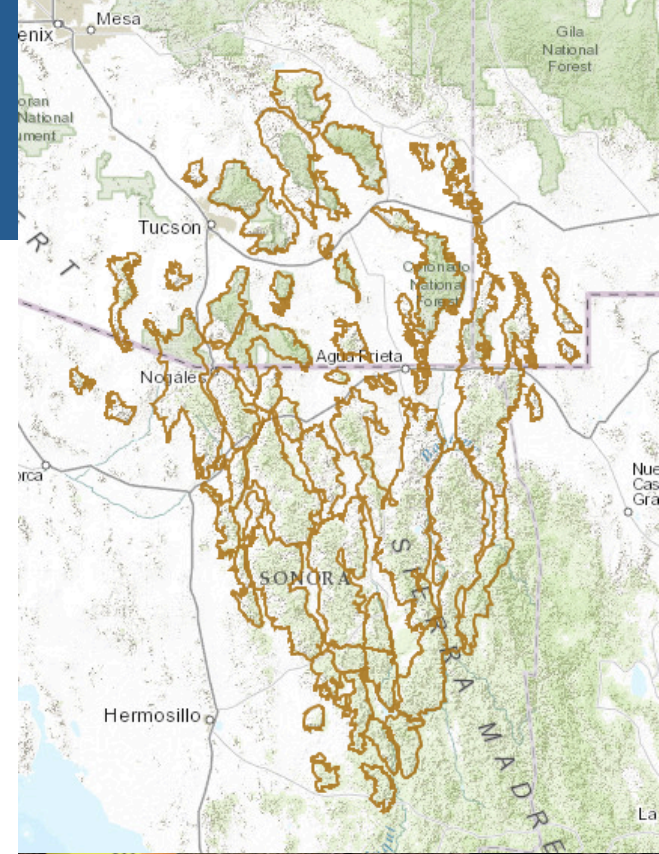 Mesa
enix
Gila
National
Forest
oran
National
ument
E R T
Tucson
Coronado
National
Forest
Agua Prieta
Nogales
rca
Nue
Cas
Gra
SONORA
SIERRA MADRE
Hermosillo
La